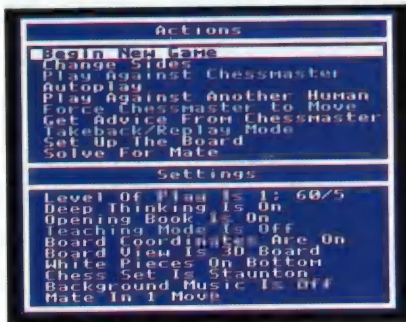 Actions
Begin New Game
Change Sides
Play Against Chessmaster
Autoplay
Play Against Another Human
Force Chessmaster to Move
Get Advice From Chessmaster
Takeback/Replay Mode
Set Up The Board
Solve For Mate
Settings
Level Of Play Is 1: 60/5
Deep Thinking Is On
Opening Book Is On
Teaching Mode Is Off
Board Coordinates Are On
Board View Is 3D Board
White Pieces On Bottom
Chess Set Is Staunton
Background Music Is Off
Mate In 1 Move